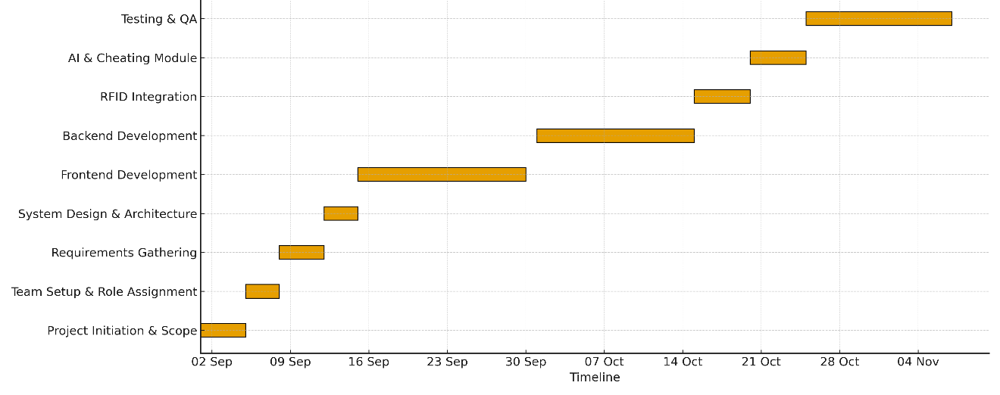 Testing & QA
AI & Cheating Module
RFID Integration
Backend Development
Frontend Development
System Design & Architecture
Requirements Gathering
Team Setup & Role Assignment
Project Initiation & Scope
02 Sep 09 Sep 16 Sep 23 Sep 30 Sep 07 Oct 14 Oct 21 Oct 28 Oct 04 Nov
Timeline